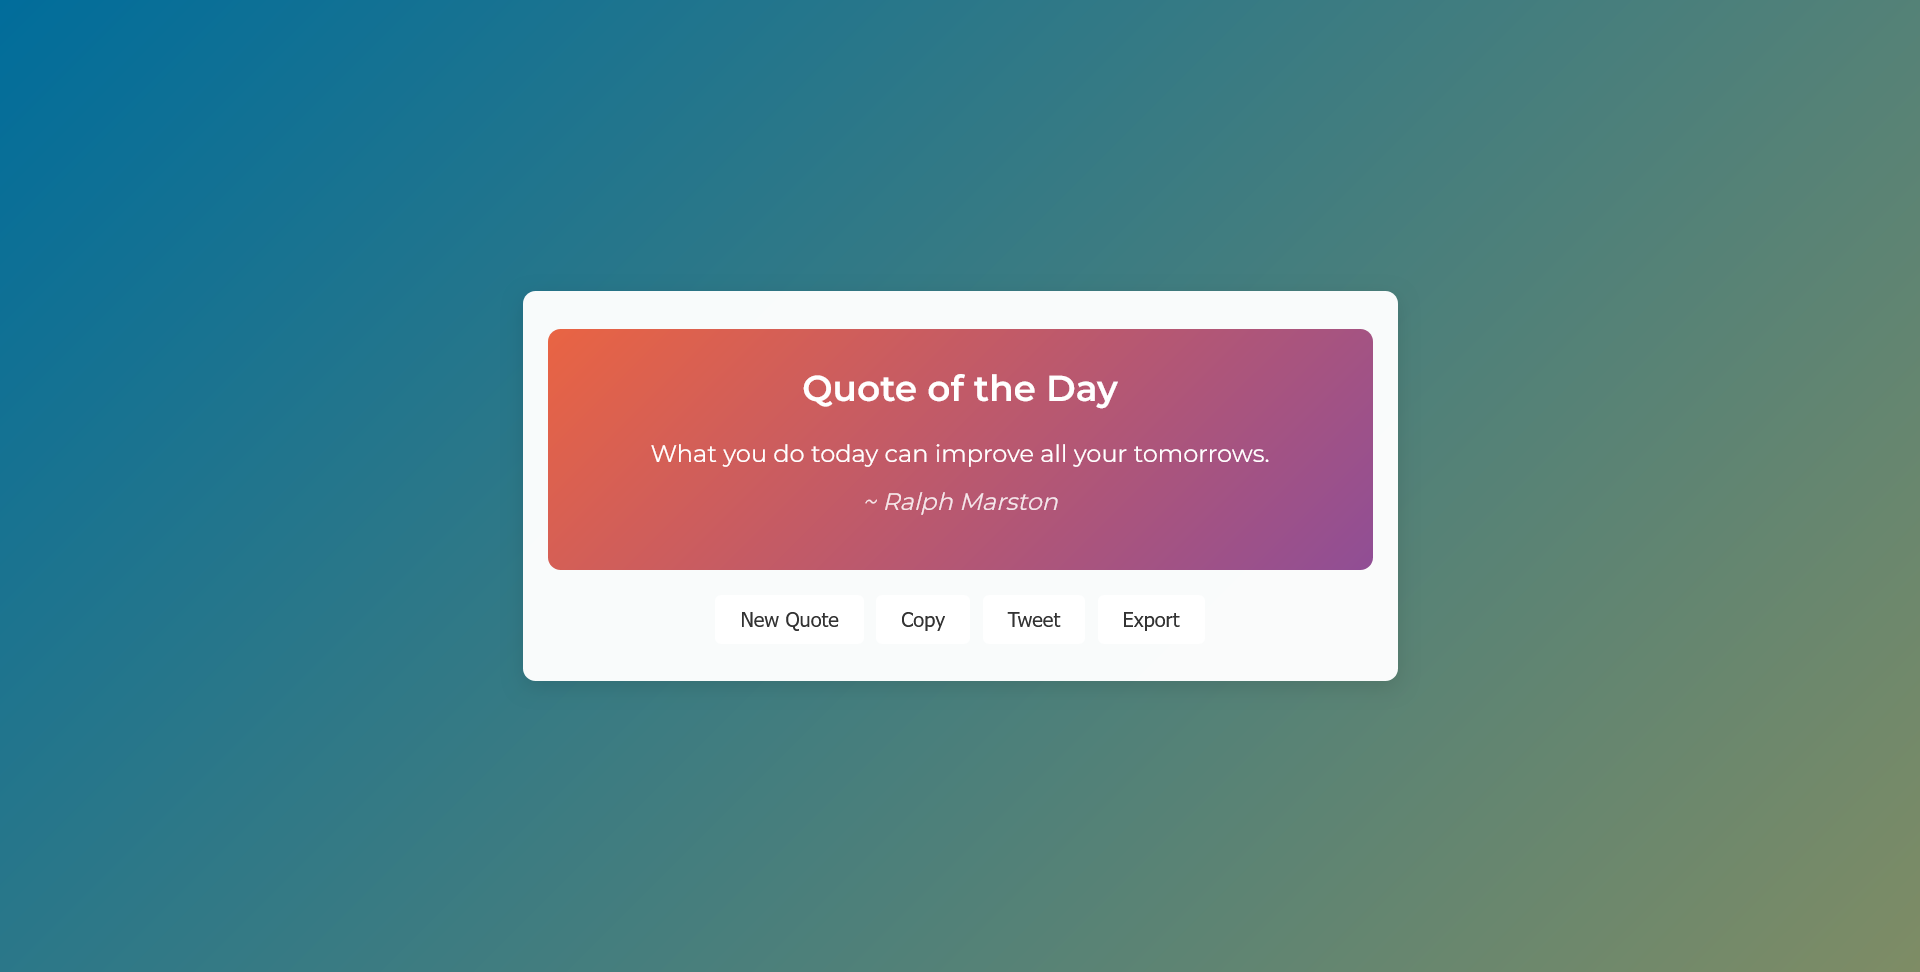 Quote of the Day
What you do today can improve all your tomorrows.
~ Ralph Marston
New Quote
Copy
Tweet
Export